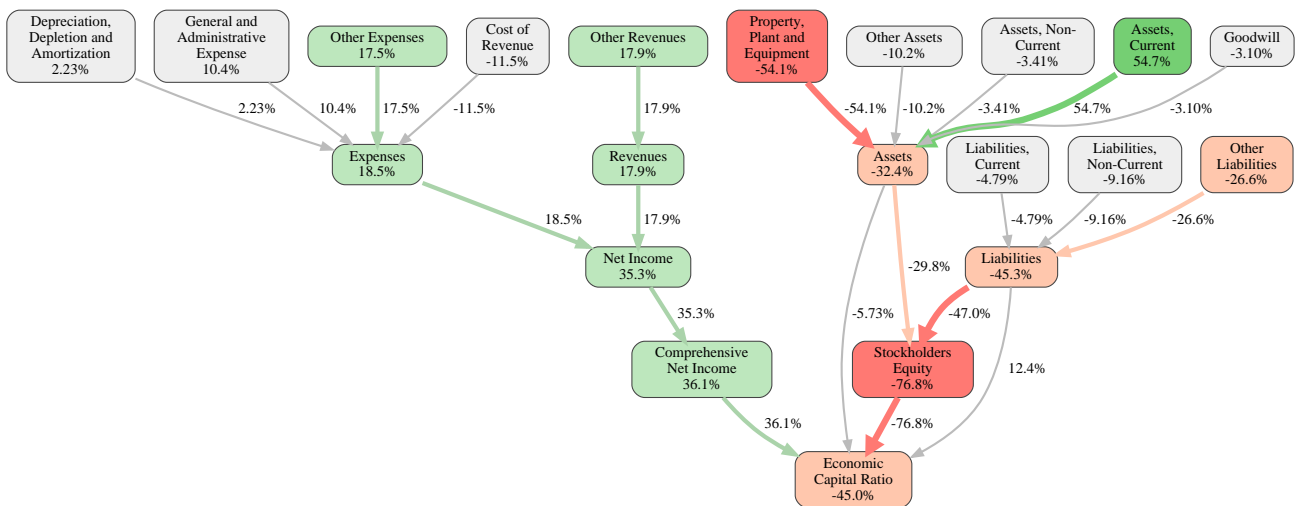 Depreciation,
Depletion and
Amortization
2.23%
General and
Administrative
Expense
10.4%
Other Expenses
17.5%
Cost of
Revenue
-11.5%
Other Revenues
17.9%
Property,
Plant and
Equipment
-54.1%
Other Assets
-10.2%
Assets, Non-
Current
-3.41%
Assets,
Current
54.7%
Goodwill
-3.10%
2.23%
10.4%
17.5%
-11.5%
17.9%
-54.1%
-10.2%
-3.41%
54.7%
-3.10%
Expenses
18.5%
Revenues
17.9%
Assets
-32.4%
Liabilities,
Current
-4.79%
Liabilities,
Non-Current
-9.16%
Other
Liabilities
-26.6%
18.5%
17.9%
-4.79%
-9.16%
-26.6%
Net Income
35.3%
-29.8%
Liabilities
-45.3%
35.3%
-5.73%
-47.0%
Comprehensive
Net Income
36.1%
Stockholders
Equity
-76.8%
12.4%
36.1%
-76.8%
Economic
Capital Ratio
-45.0%